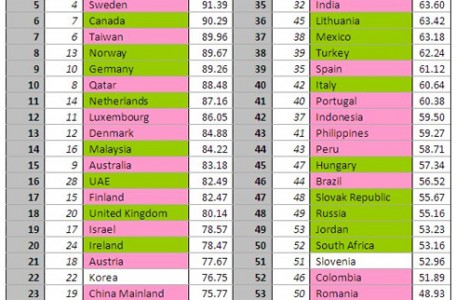 5 4 Sweden 91.39 35 32 India 63.60
6 7 Canada 90.29 36 45 Lithuania 63.42
7 6 Taiwan 89.96 37 38 Mexico 63.18
8 13 Norway 89.67 38 39 Turkey 62.24
9 10 Germany 89.26 39 35 Spain 61.12
10 8 Qatar 88.48 40 42 Italy 60.64
11 14 Netherlands 87.16 41 40 Portugal 60.38
12 11 Luxembourg 86.05 42 37 Indonesia 59.50
13 12 Denmark 84.88 43 41 Philippines 59.27
14 16 Malaysia 84.22 44 43 Peru 58.71
15 9 Australia 83.18 45 47 Hungary 57.34
16 28 UAE 82.49 46 44 Brazil 56.52
17 15 Finland 82.47 47 48 Slovak Republic 55.67
18 20 United Kingdom 80.14 48 49 Russia 55.16
19 17 Israel 78.57 49 53 Jordan 53.23
20 24 Ireland 78.47 50 52 South Africa 53.16
21 18 Austria 77.67 51 51 Slovenia 52.96
22 22 Korea 76.75 52 46 Colombia 51.89
23 19 China Mainland 75.77 53 50 Romania 48.93